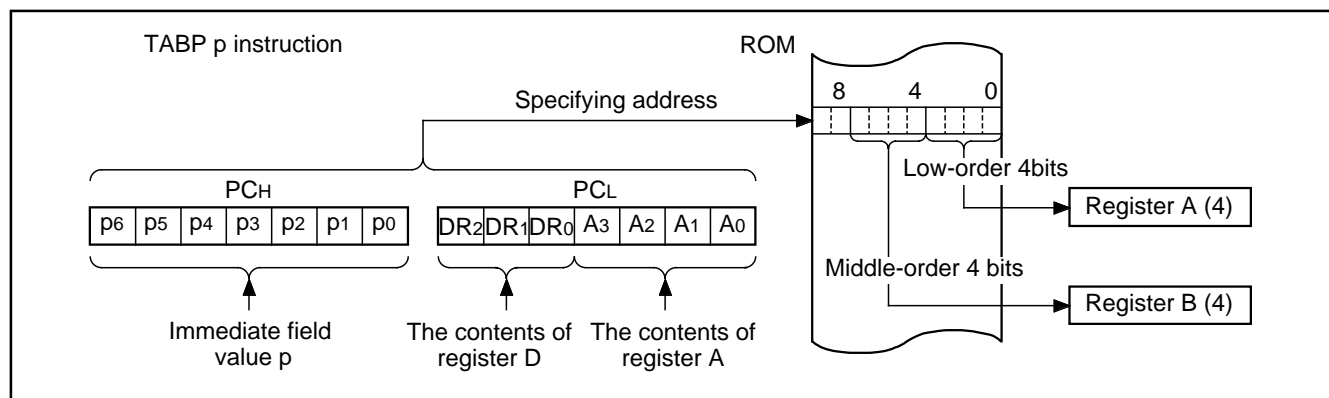 TABP p instruction
ROM
8 4 0
Specifying address
Low-order 4bits
PCH PCL
p6 p5 p4 p3 p2 p1 p0 DR2 DR1 DR0 A3 A2 A1 A0
Register A (4)
Middle-order 4 bits
Register B (4)
Immediate field
value p
The contents of
register D
The contents of
register A